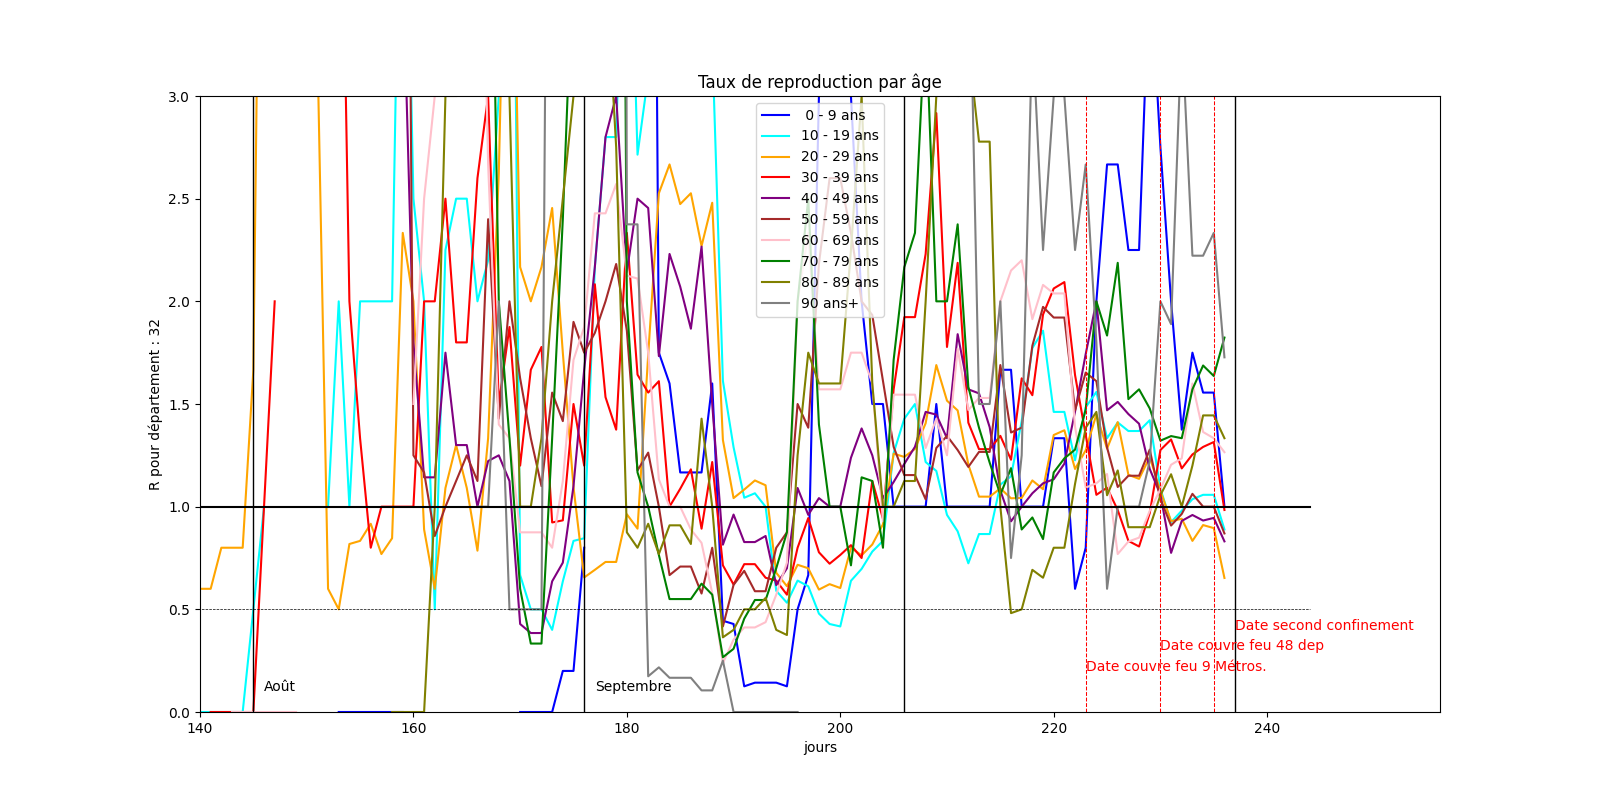 Taux de reproduction par âge
R pour département : 32
3.0
2.5
2.0
1.5
1.0
0.5
0.0
0 - 9 ans
10 - 19 ans
20 - 29 ans
30 - 39 ans
40 - 49 ans
50 - 59 ans
60 - 69 ans
70 - 79 ans
80 - 89 ans
90 ans+
Date second confinement
Date couvre feu 48 dep
Date couvre feu 9 Métros.
Août
Septembre
140
160
180
200
220
240
jours